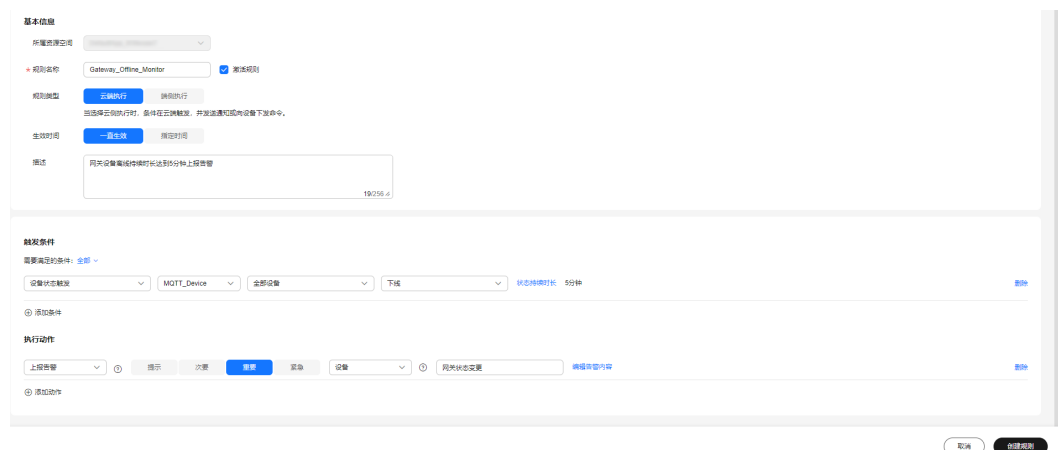 基本信息
所属资源空间
* 规则名称 Gateway_Offline_Monitor 激活规则
规则类型 云端执行 端侧执行
当选择云侧执行时，条件在云端触发，并发送通知或向设备下发命令。
生效时间 一直生效 指定时间
描述 网关设备离线持续时长达到5分钟上报告警
19/256
触发条件
需要满足的条件: 全部
设备状态触发 MQTT_Device 全部设备 下线 状态持续时长 5分钟 删除
添加条件
执行动作
上报告警 提示 次要 重要 紧急 设备 网关状态变更 编辑告警内容 删除
添加动作
取消 创建规则